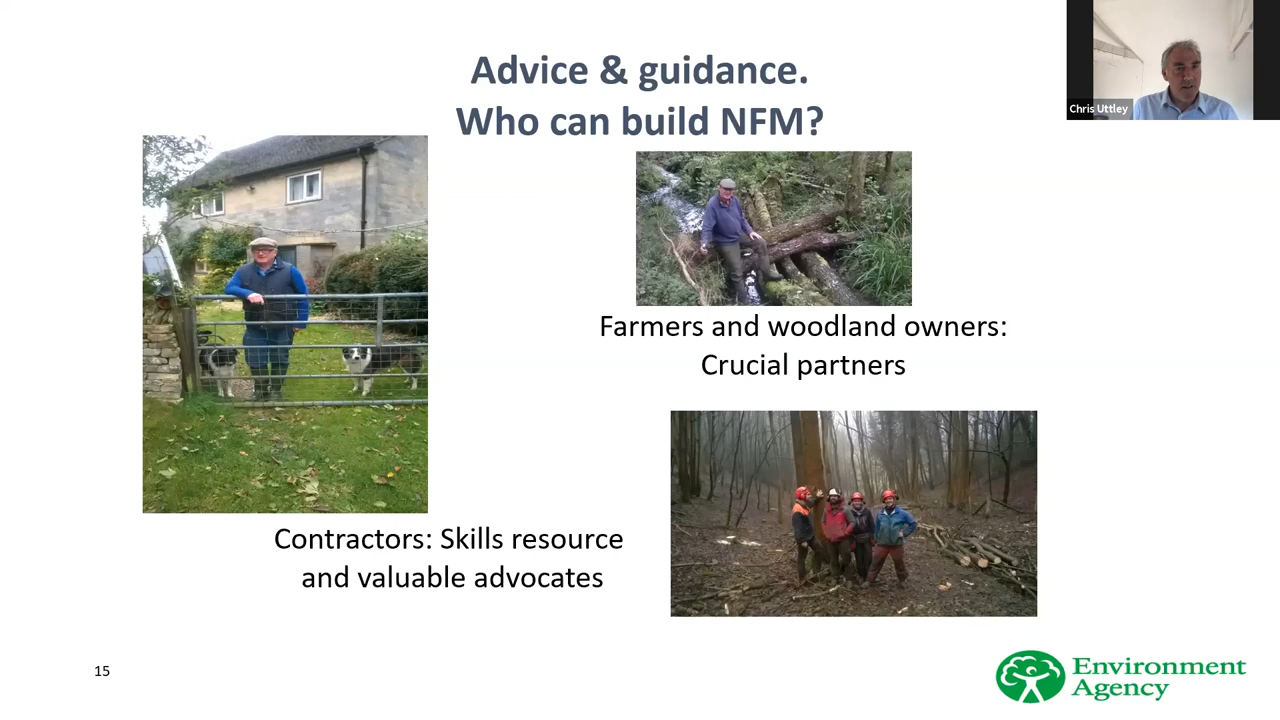 Advice & guidance.
Who can build NFM?
Chris Uttley
Farmers and woodland owners:
Crucial partners
Contractors: Skills resource
and valuable advocates
15
Environment
Agency